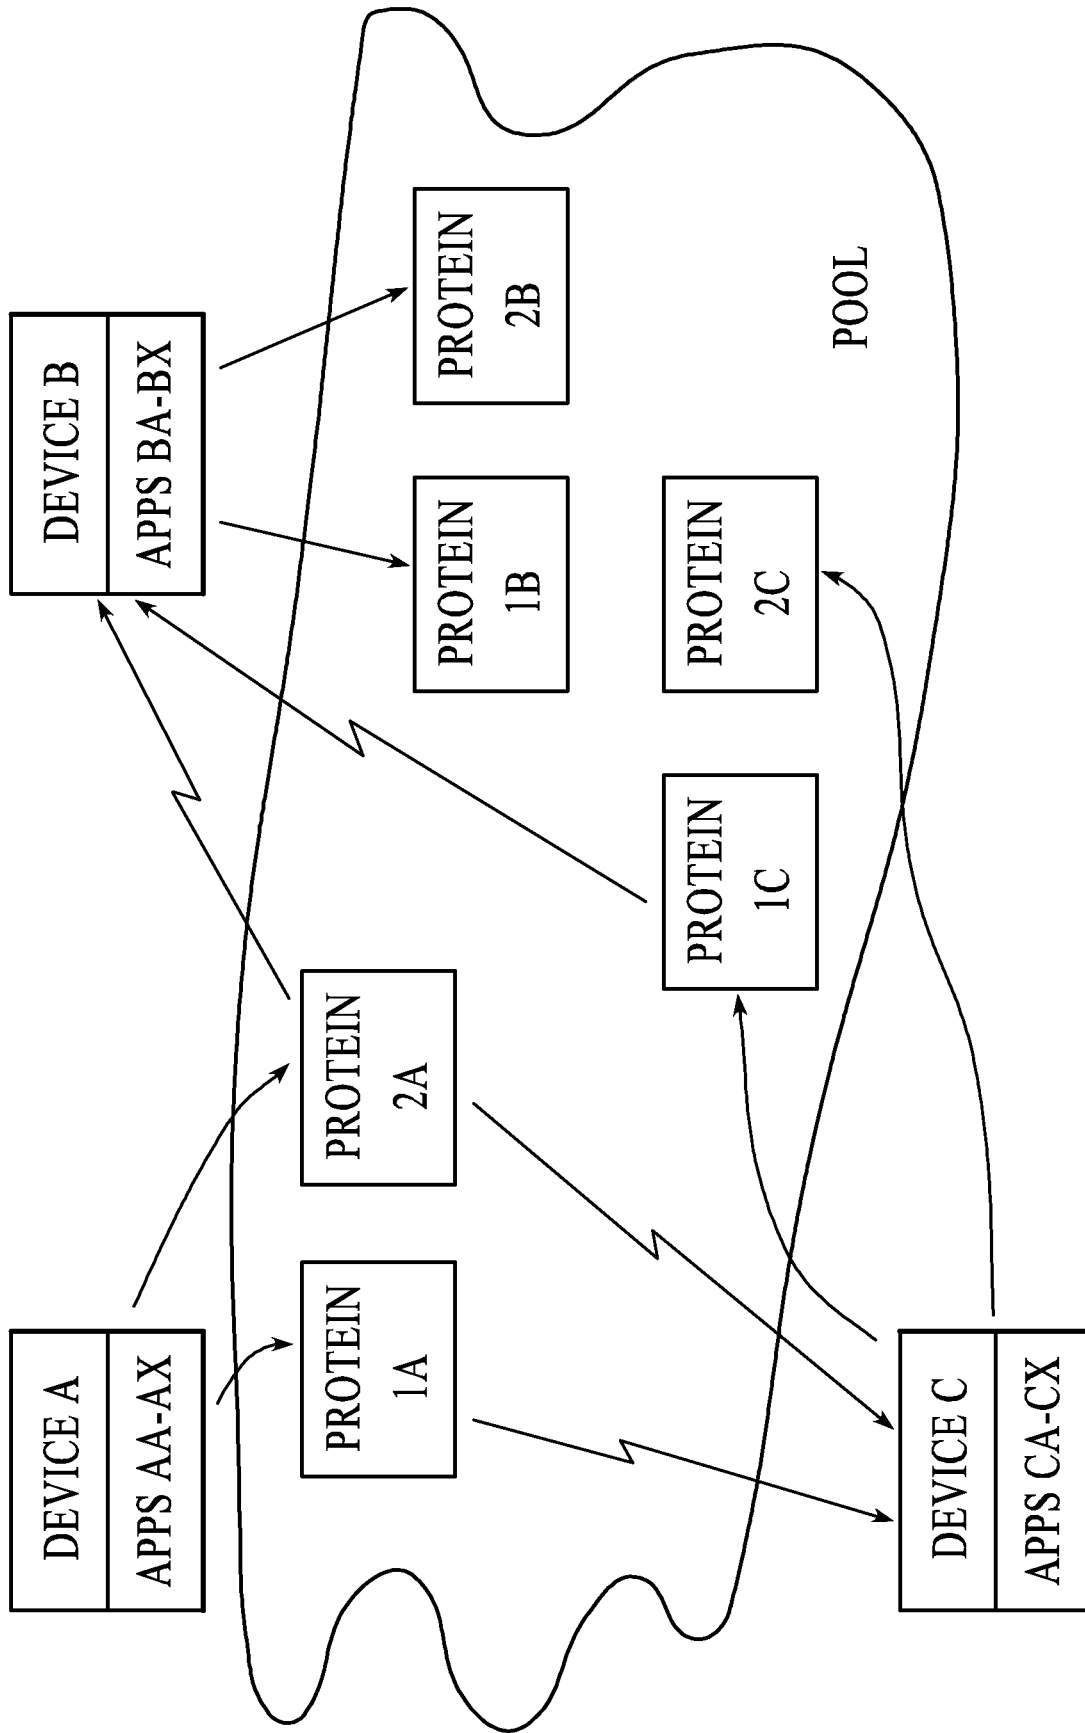 DEVICE A
APPS AA-AX
DEVICE B
APPS BA-BX
PROTEIN
1A
PROTEIN
2A
PROTEIN
1B
PROTEIN
2B
PROTEIN
1C
PROTEIN
2C
POOL
DEVICE C
APPS CA-CX